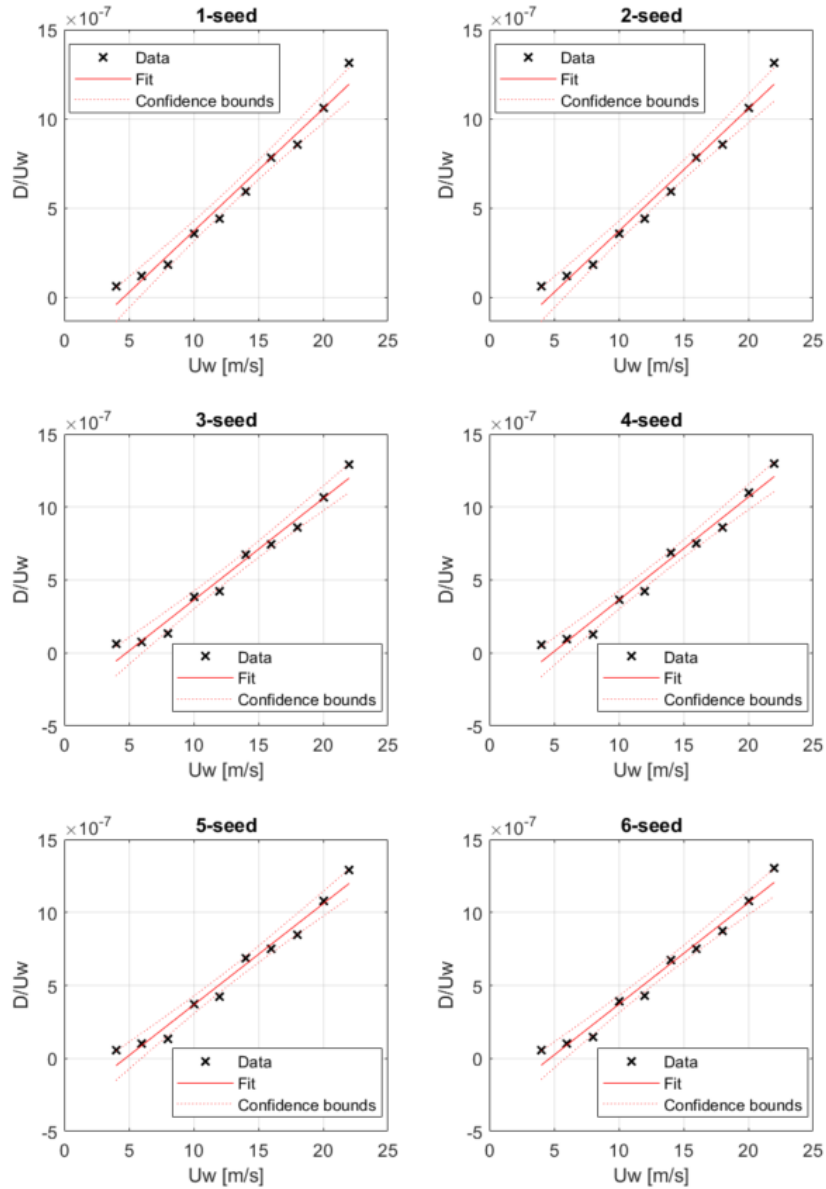 ×10⁻⁷
1-seed
15
10
5
0
D/Uw
Data
Fit
Confidence bounds
0 5 10 15 20 25
Uw [m/s]
×10⁻⁷
2-seed
15
10
5
0
D/Uw
Data
Fit
Confidence bounds
0 5 10 15 20 25
Uw [m/s]
×10⁻⁷
3-seed
15
10
5
0
-5
D/Uw
Data
Fit
Confidence bounds
0 5 10 15 20 25
Uw [m/s]
×10⁻⁷
4-seed
15
10
5
0
-5
D/Uw
Data
Fit
Confidence bounds
0 5 10 15 20 25
Uw [m/s]
×10⁻⁷
5-seed
15
10
5
0
-5
D/Uw
Data
Fit
Confidence bounds
0 5 10 15 20 25
Uw [m/s]
×10⁻⁷
6-seed
15
10
5
0
-5
D/Uw
Data
Fit
Confidence bounds
0 5 10 15 20 25
Uw [m/s]